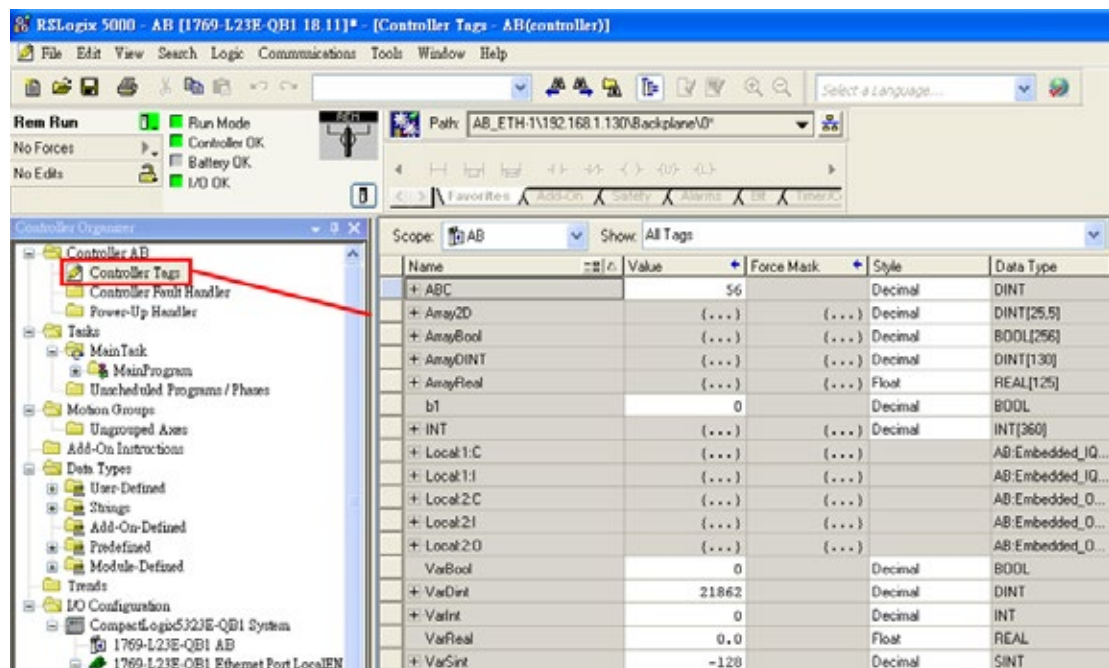 RSLogix 5000 - AB [1769-L23E-QB1 18.11]* - [Controller Tags - AB(controller)]
File Edit View Search Logic Communications Tools Window Help
Select a Language...
Rem Run
No Forces
No Edits
Run Mode
Controller OK
Battery OK
I/O OK
REM
Path: AB_ETH-1\192.168.1.130\Backplane\0*
Favorites Add-On Safety Alarms Bit Timer/C
Controller Organizer
Controller AB
Controller Tags
Controller Fault Handler
Power-Up Handler
Tasks
MainTask
MainProgram
Unscheduled Programs / Phases
Motion Groups
Ungrouped Axes
Add-On Instructions
Data Types
User-Defined
Strings
Add-On-Defined
Predefined
Module-Defined
Trends
I/O Configuration
CompactLogix5323E-QB1 System
1769-L23E-QB1 AB
1769-L23E-QB1 Ethernet Port LocalEN
Scope: AB Show: All Tags
Name Value Force Mask Style Data Type
+ ABC 56 Decimal DINT
+ Array2D {...} {...} Decimal DINT[25,5]
+ ArrayBool {...} {...} Decimal BOOL[256]
+ ArrayDINT {...} {...} Decimal DINT[130]
+ ArrayReal {...} {...} Float REAL[125]
b1 0 Decimal BOOL
+ INT {...} {...} Decimal INT[360]
+ Local:1:C {...} {...} AB:Embedded_IQ...
+ Local:1:I {...} {...} AB:Embedded_IQ...
+ Local:2:C {...} {...} AB:Embedded_O...
+ Local:2:I {...} {...} AB:Embedded_O...
+ Local:2:O {...} {...} AB:Embedded_O...
VarBool 0 Decimal BOOL
+ VarDint 21862 Decimal DINT
+ VarInt 0 Decimal INT
VarReal 0.0 Float REAL
+ VarSint -128 Decimal SINT